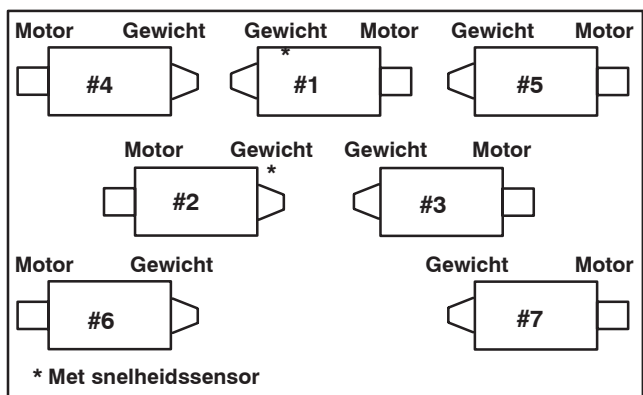 Motor Gewicht Gewicht Motor Gewicht Motor
*
#4 #1 #5
Motor Gewicht Gewicht Motor
*
#2 #3
Motor Gewicht Gewicht Motor
#6 #7
* Met snelheidssensor